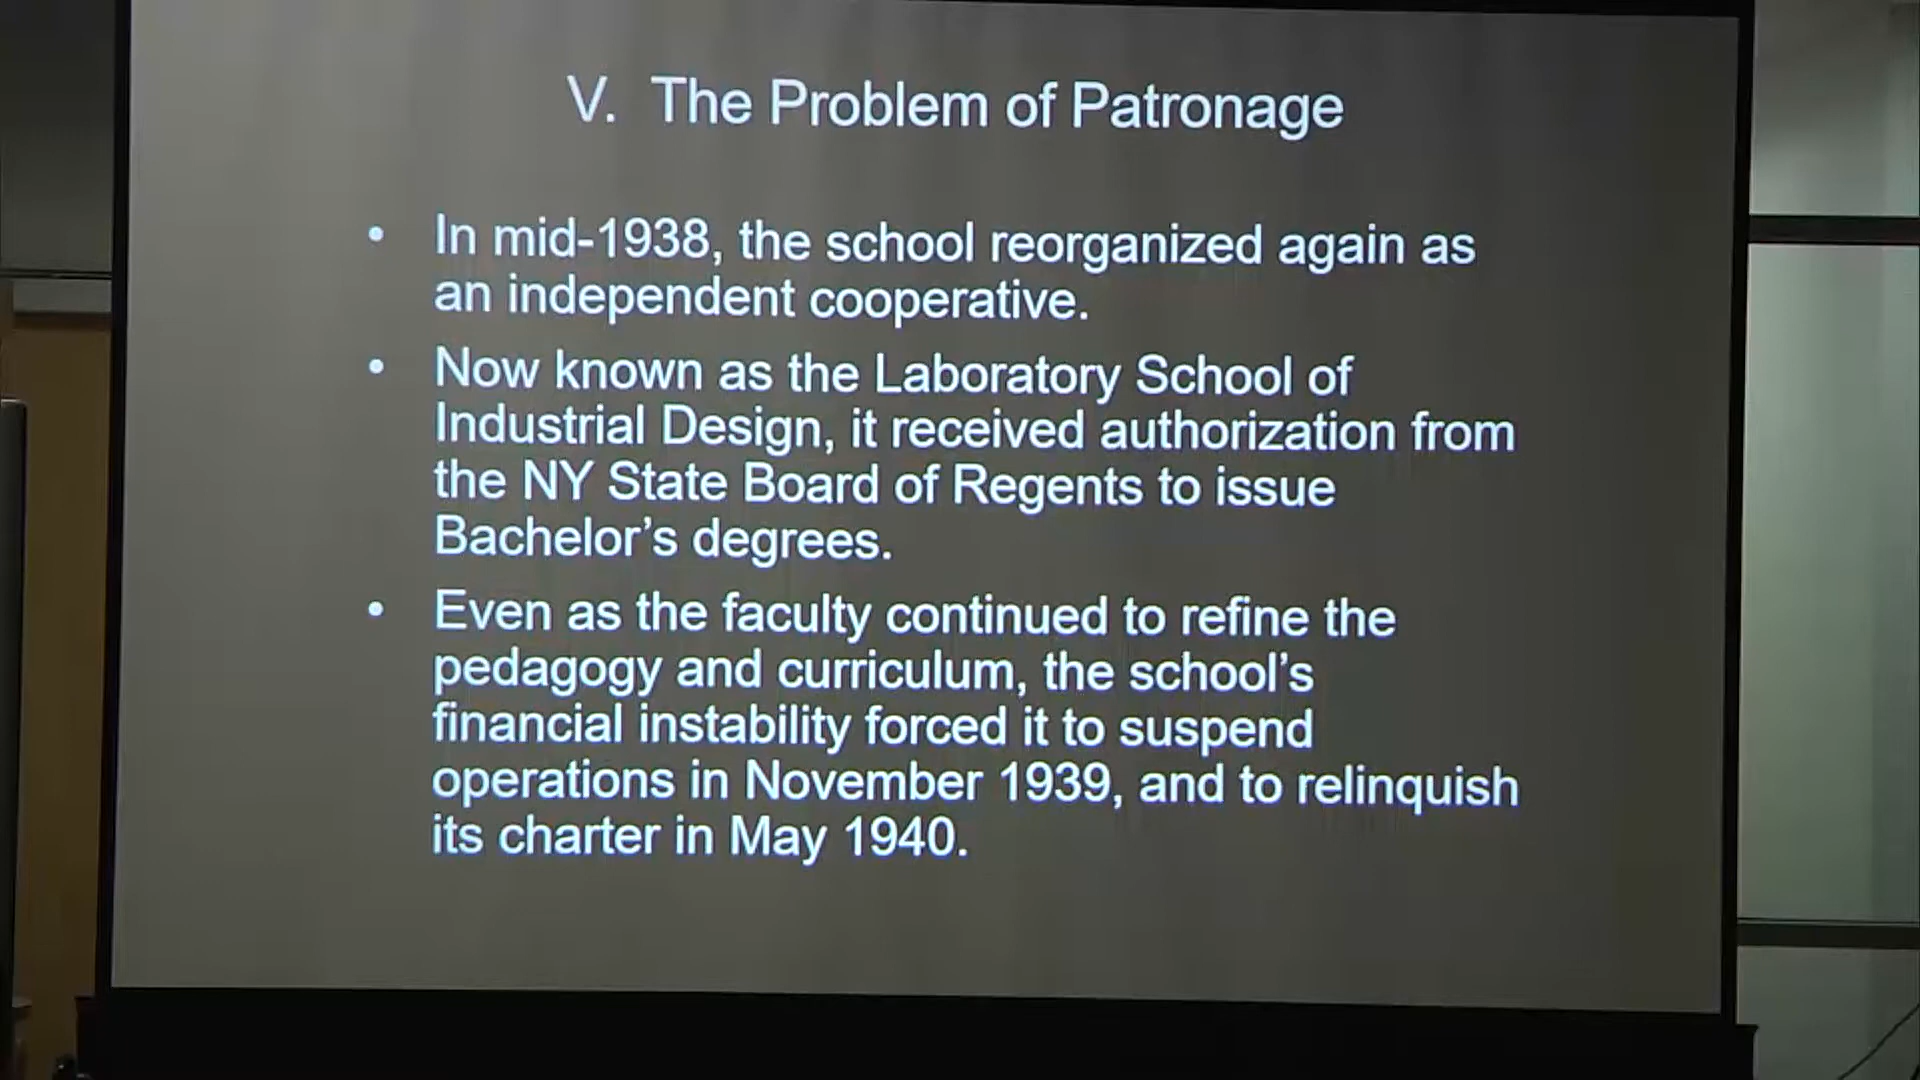 V. The Problem of Patronage
• In mid-1938, the school reorganized again as
an independent cooperative.
• Now known as the Laboratory School of
Industrial Design, it received authorization from
the NY State Board of Regents to issue
Bachelor’s degrees.
• Even as the faculty continued to refine the
pedagogy and curriculum, the school’s
financial instability forced it to suspend
operations in November 1939, and to relinquish
its charter in May 1940.